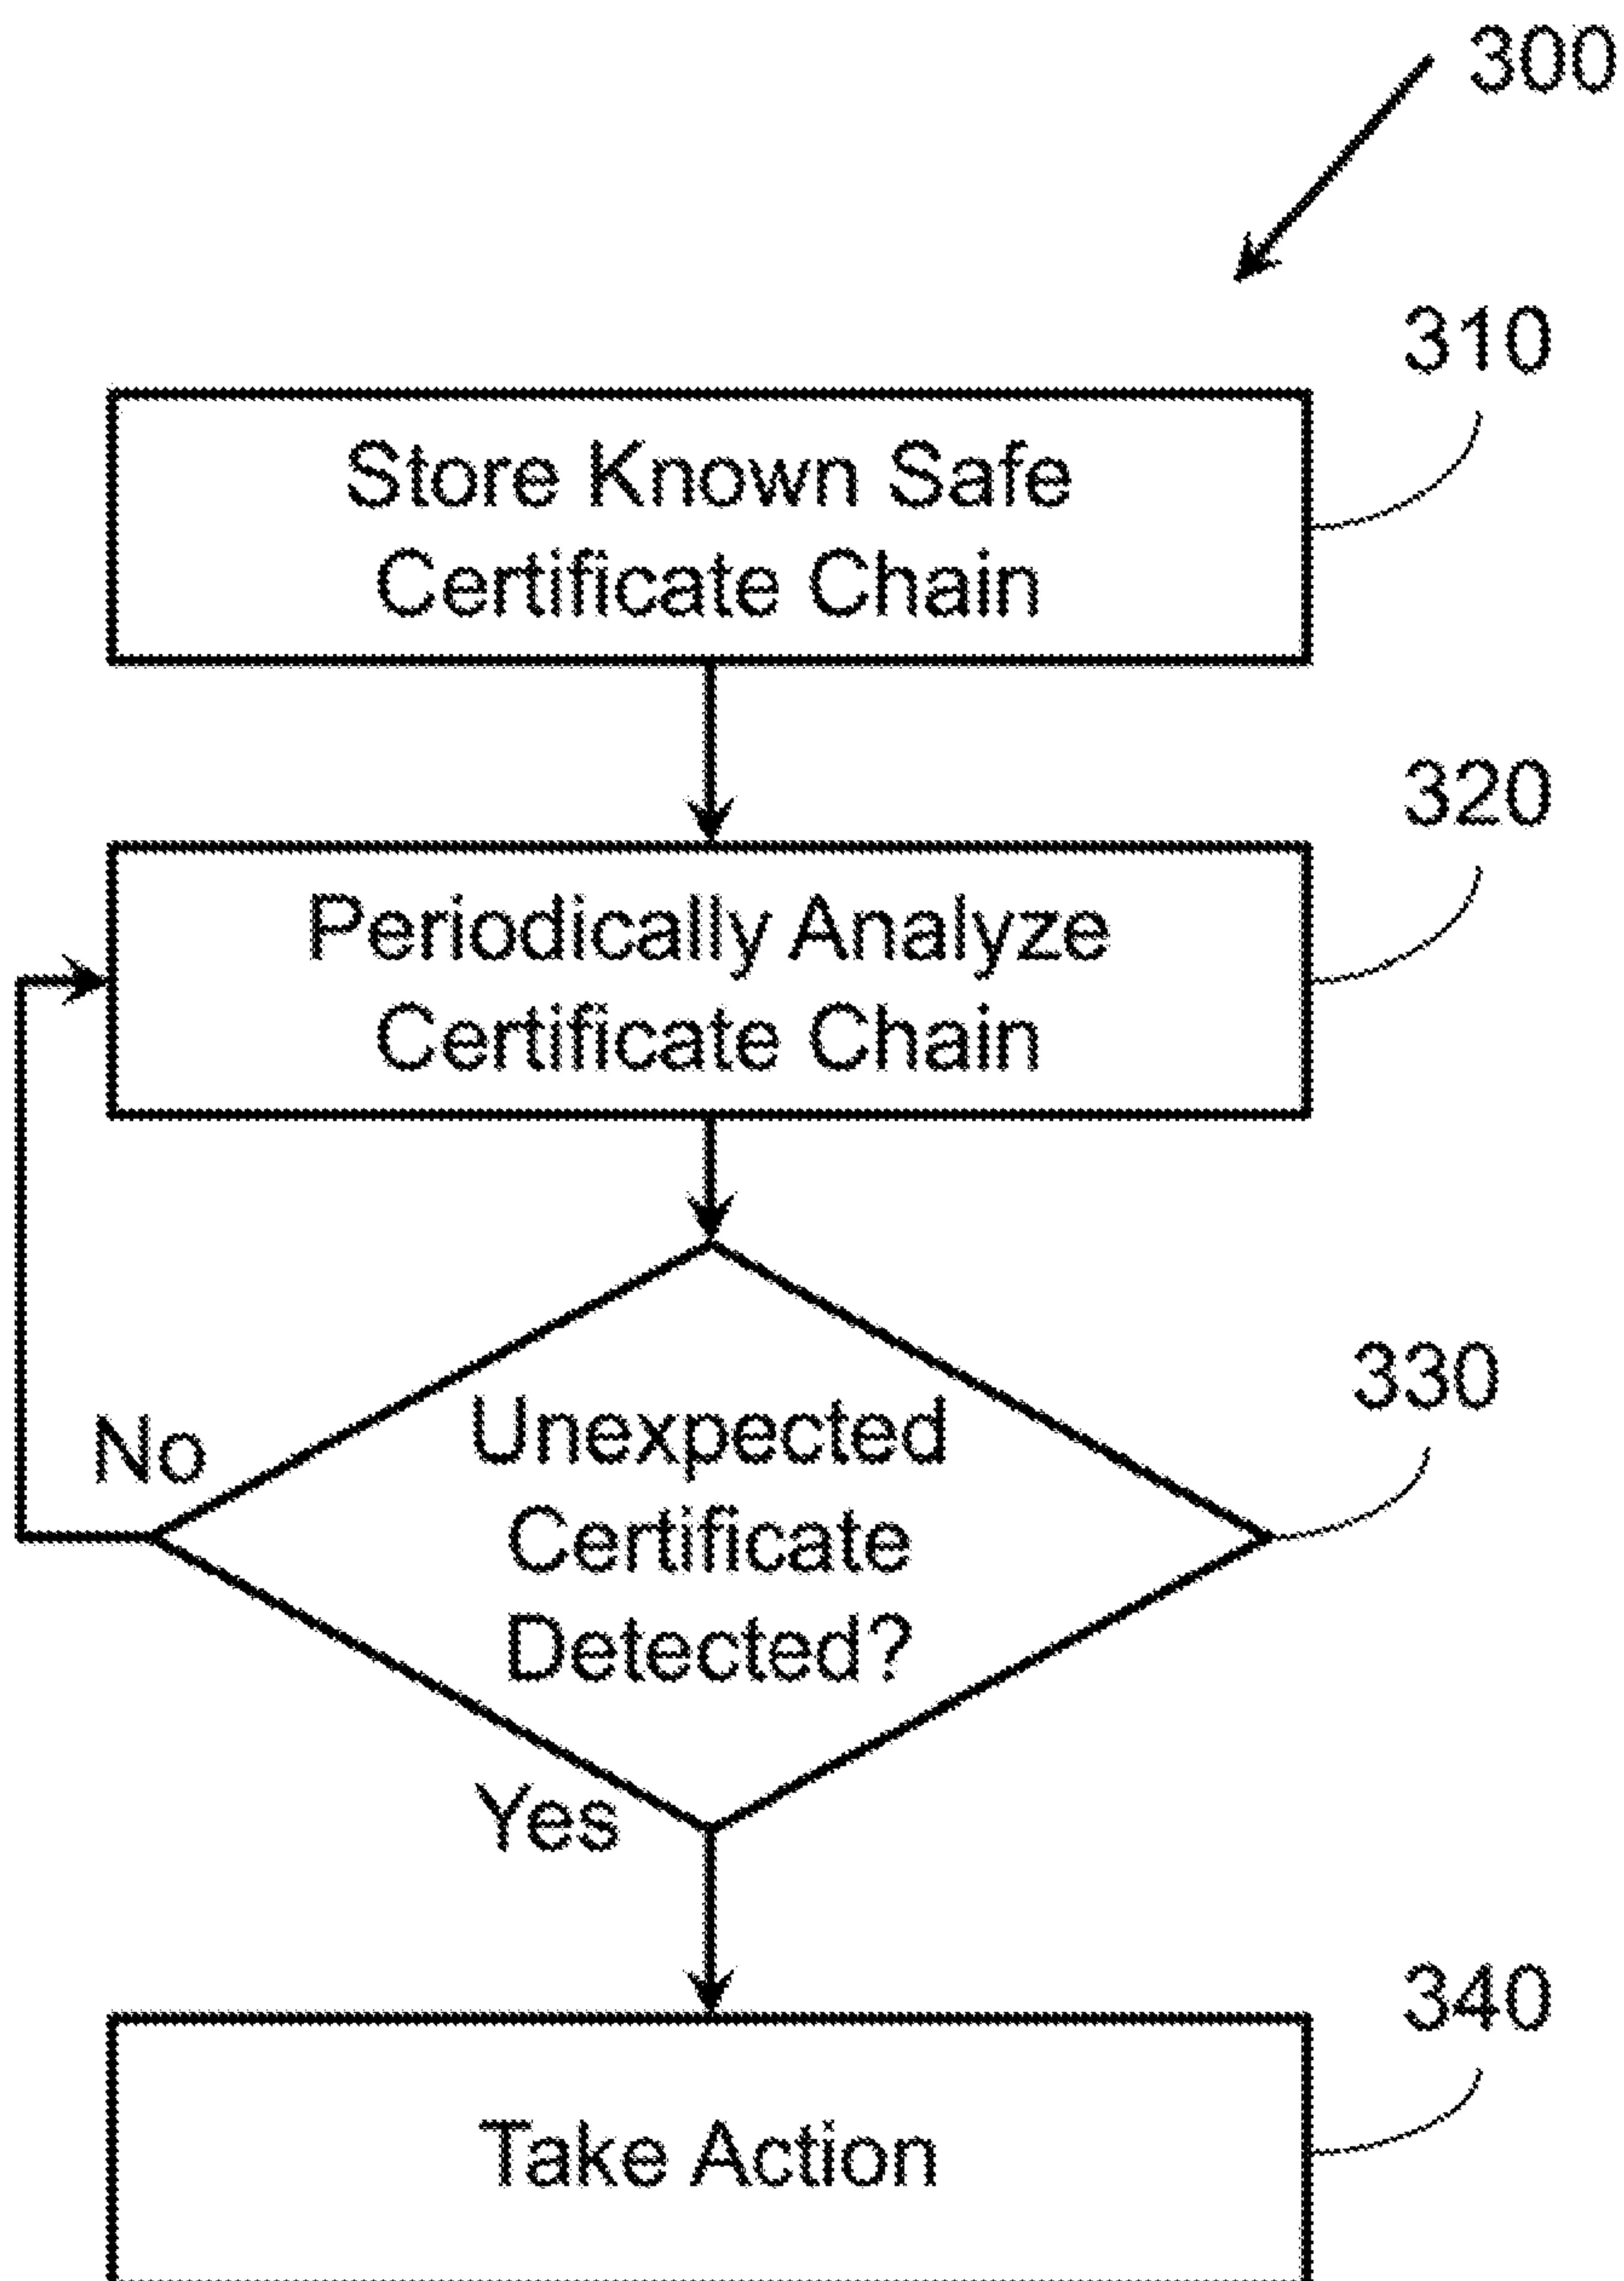 300
310
Store Known Safe
Certificate Chain
320
Periodically Analyze
Certificate Chain
330
No
Unexpected
Certificate
Detected?
Yes
340
Take Action